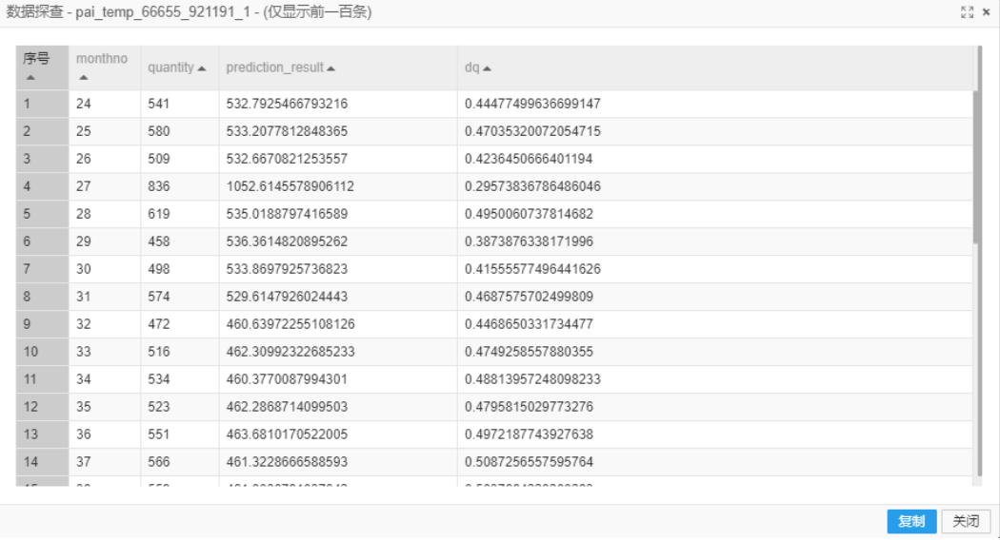 数据探查 - pai_temp_66655_921191_1 - (仅显示前一百条)
序号 monthno quantity prediction_result dq
1 24 541 532.7925466793216 0.44477499636699147
2 25 580 533.2077812848365 0.47035320072054715
3 26 509 532.6670821253557 0.4236450666401194
4 27 836 1052.6145578906112 0.29573836786486046
5 28 619 535.0188797416589 0.4950060737814682
6 29 458 536.3614820895262 0.3873876338171996
7 30 498 533.8697925736823 0.41555577496441626
8 31 574 529.6147926024443 0.4687575702499809
9 32 472 460.63972255108126 0.4468650331734477
10 33 516 462.30992322685233 0.4749258557880355
11 34 534 460.3770087994301 0.48813957248098233
12 35 523 462.2868714099503 0.4795815029773276
13 36 551 463.6810170522005 0.4972187743927638
14 37 566 461.3228666588593 0.5087256557595764
复制 关闭